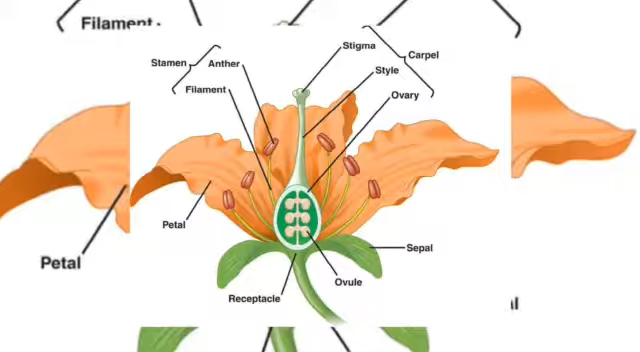 Filament
Stigma
Stamen
Anther
Carpel
Style
Filament
Ovary
Petal
Sepal
Petal
Ovule
Receptacle